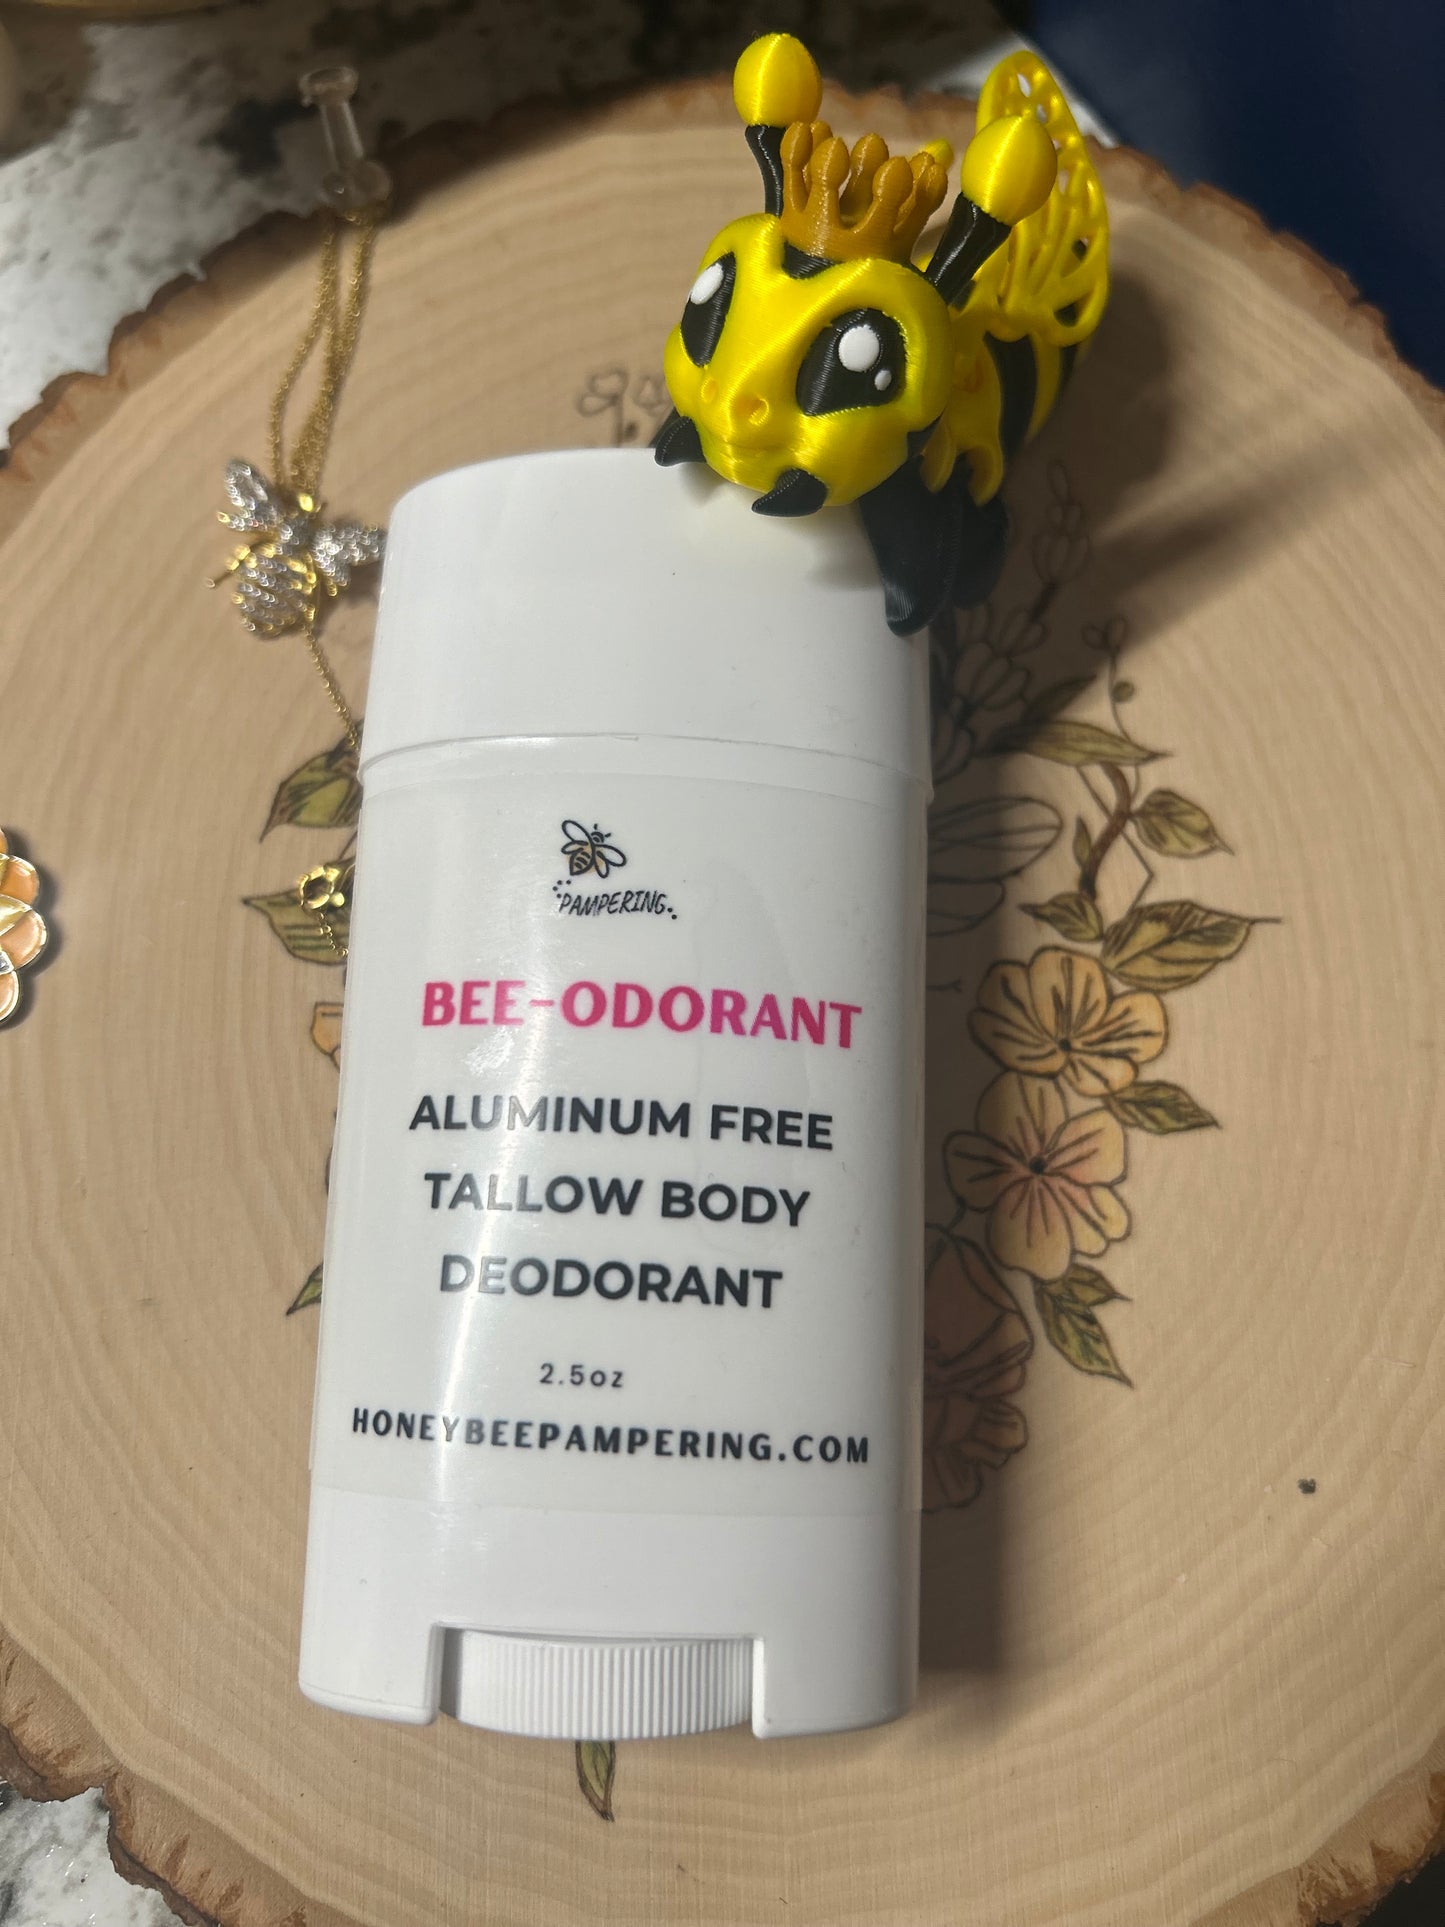 PAMPERING
BEE-ODORANT
ALUMINUM FREE
TALLOW BODY
DEODORANT
2.5oz
HONEYBEEPAMPERING.COM